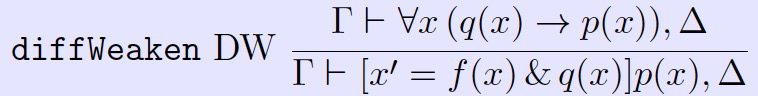 diffWeaken DW
Γ ⊢ ∀x (q(x) → p(x)), Δ
Γ ⊢ [x′ = f(x) & q(x)]p(x), Δ